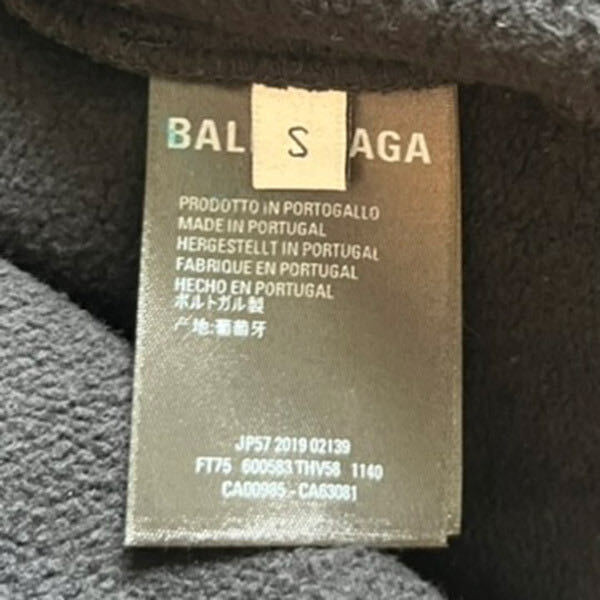 BAL AGA
S
PRODOTTO IN PORTOGALLO
MADE IN PORTUGAL
HERGESTELLT IN PORTUGAL
FABRIQUE EN PORTUGAL
HECHO EN PORTUGAL
ポルトガル製
产地:葡萄牙
JP57 2019 02139
FT75 600583 THV58 1140
CA00985 - CA63081